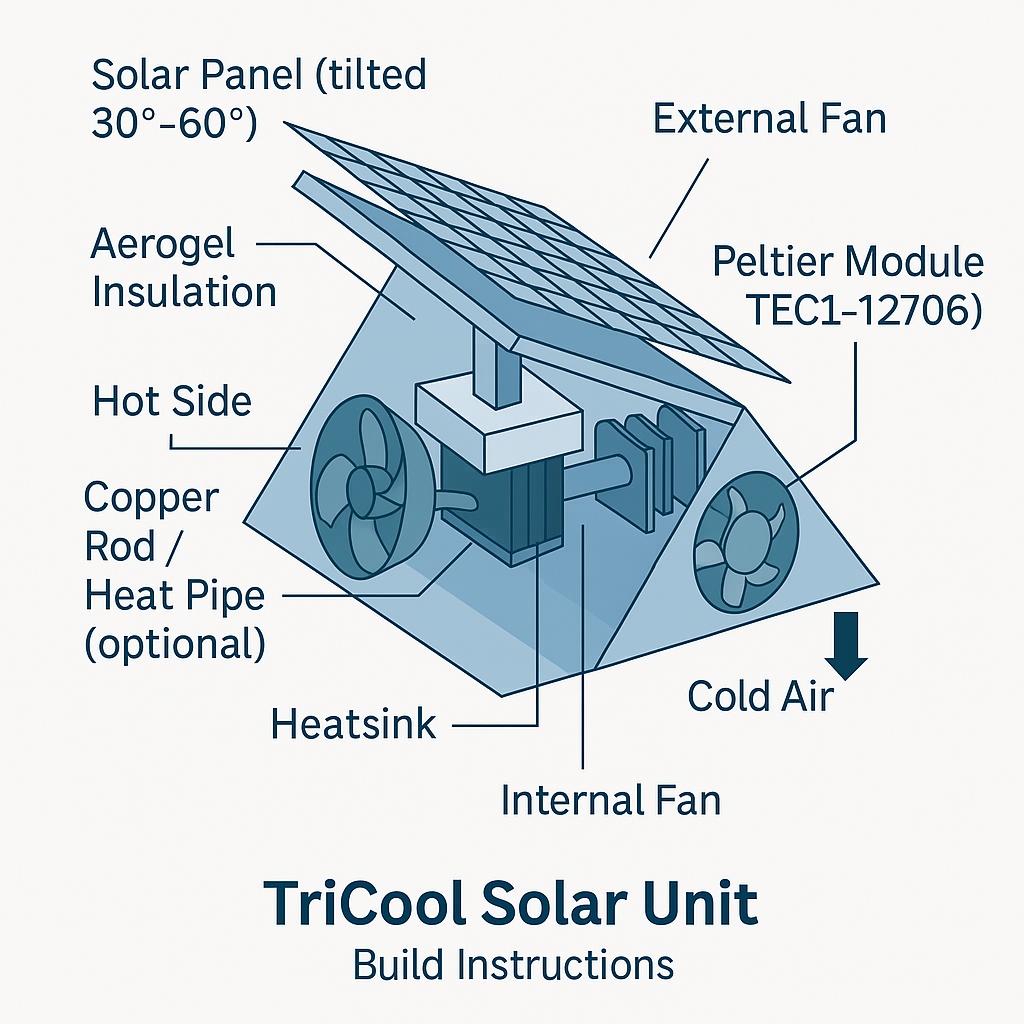 Solar Panel (tilted
30°-60°)
External Fan
Aerogel
Insulation
Peltier Module
TEC1-12706)
Hot Side
Copper
Rod /
Heat Pipe
(optional)
Cold Air
Heatsink
Internal Fan
TriCool Solar Unit
Build Instructions